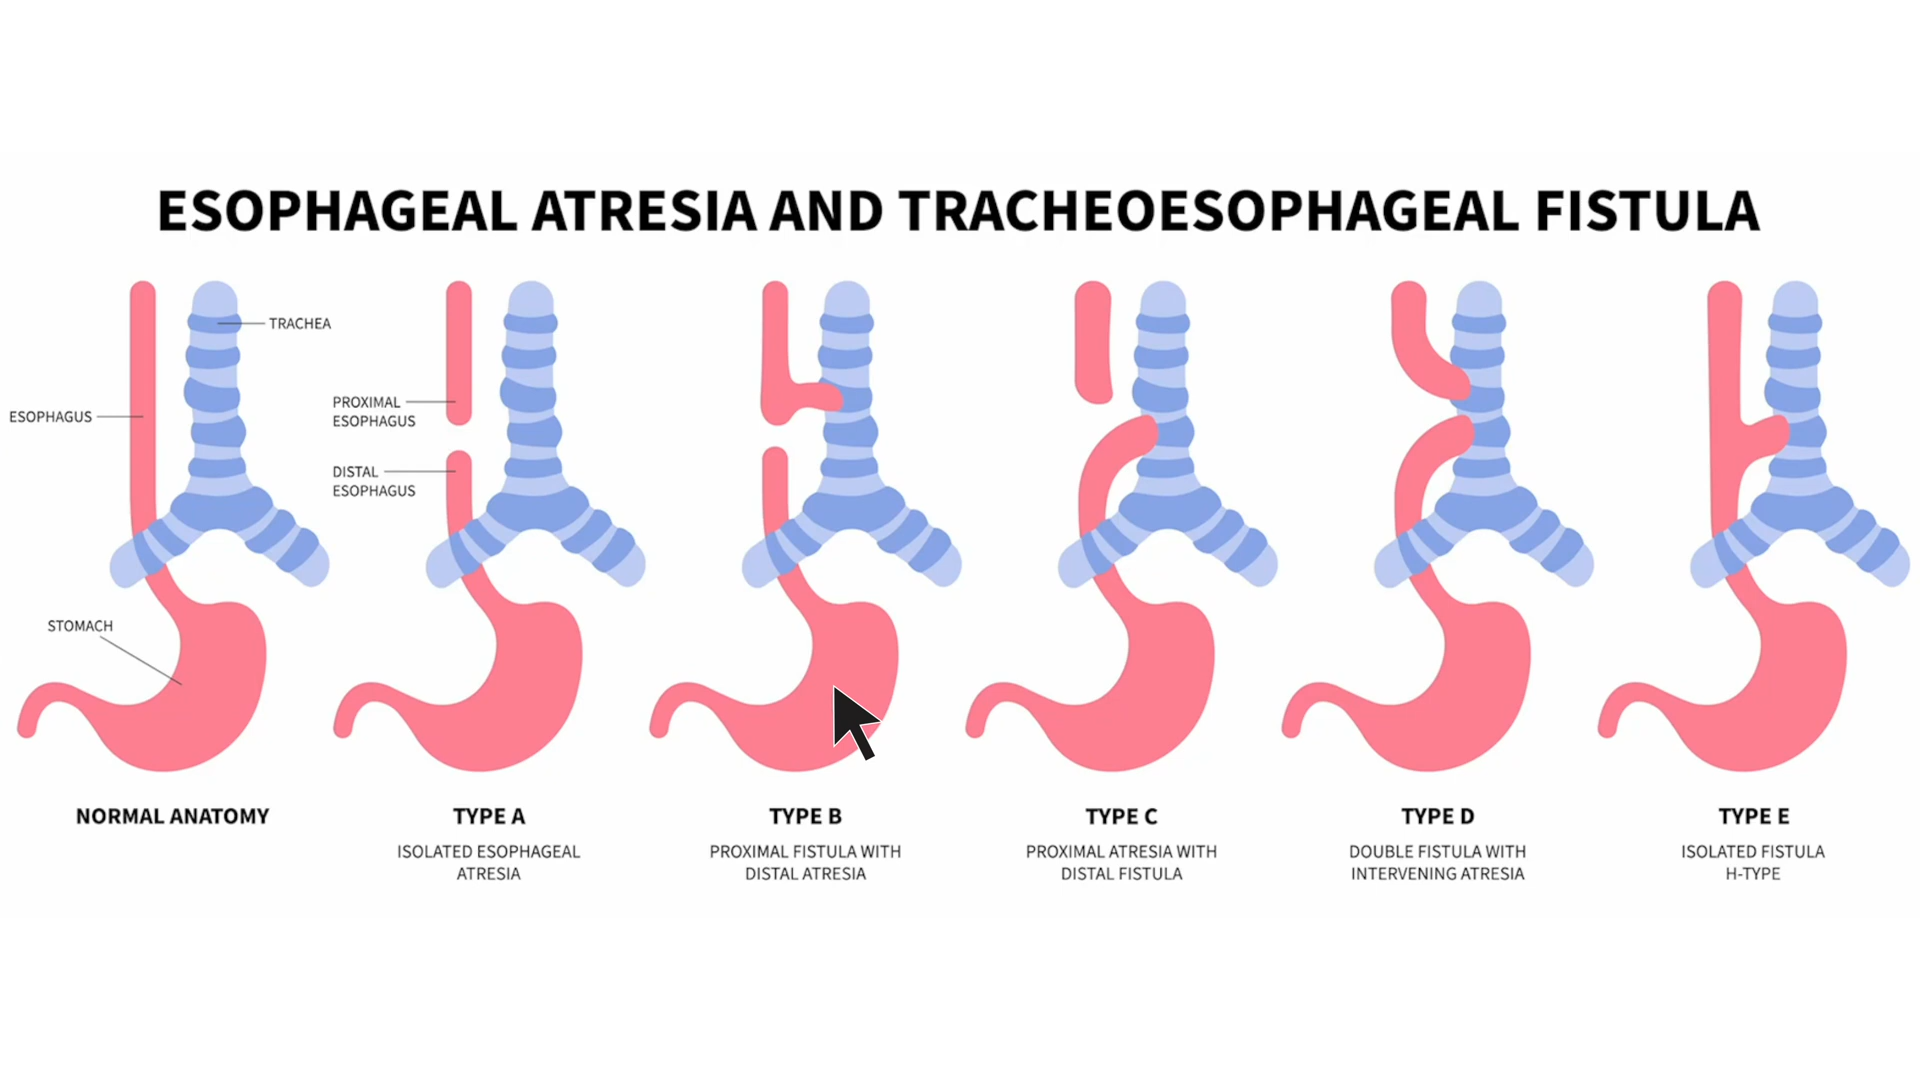 ESOPHAGEAL ATRESIA AND TRACHEOESOPHAGEAL FISTULA
TRACHEA
ESOPHAGUS
STOMACH
PROXIMAL
ESOPHAGUS
DISTAL
ESOPHAGUS
NORMAL ANATOMY
TYPE A
ISOLATED ESOPHAGEAL
ATRESIA
TYPE B
PROXIMAL FISTULA WITH
DISTAL ATRESIA
TYPE C
PROXIMAL ATRESIA WITH
DISTAL FISTULA
TYPE D
DOUBLE FISTULA WITH
INTERVENING ATRESIA
TYPE E
ISOLATED FISTULA
H-TYPE